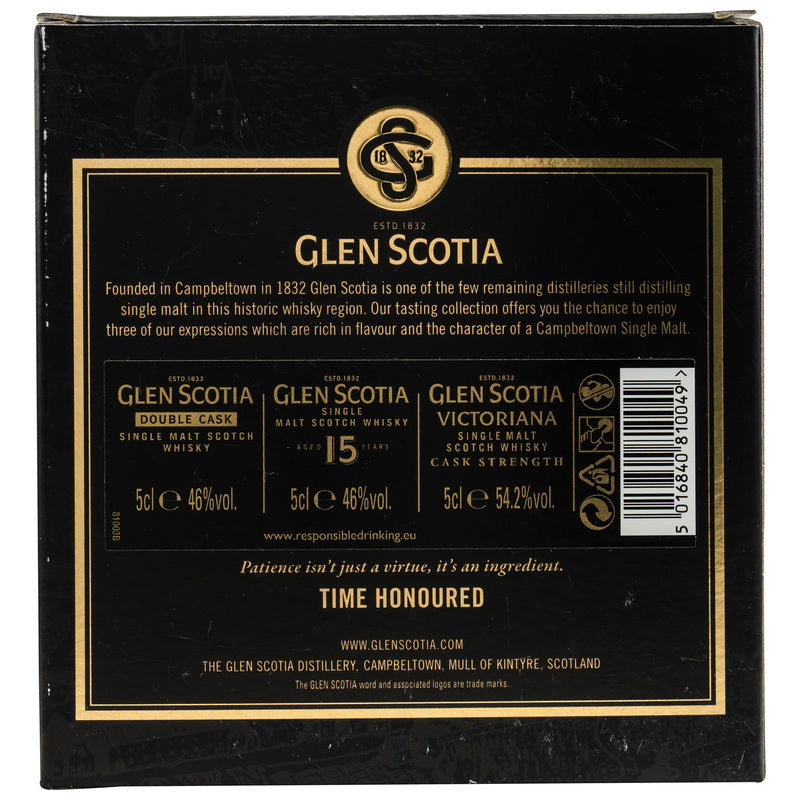 18 32
ESTD.1832
GLEN SCOTIA
Founded in Campbeltown in 1832 Glen Scotia is one of the few remaining distilleries still distilling
single malt in this historic whisky region. Our tasting collection offers you the chance to enjoy
three of our expressions which are rich in flavour and the character of a Campbeltown Single Malt.
ESTD.1832
GLEN SCOTIA
DOUBLE CASK
SINGLE MALT SCOTCH
WHISKY
5cl e 46%vol.
ESTD.1832
GLEN SCOTIA
SINGLE
MALT SCOTCH WHISKY
- AGED 15 YEARS
5cl e 46%vol.
ESTD.1832
GLEN SCOTIA
VICTORIANA
SINGLE MALT
SCOTCH WHISKY
CASK STRENGTH
5cl e 54.2%vol.
5 016840 810049 >
81003B
www.responsibledrinking.eu
Patience isn't just a virtue, it's an ingredient.
TIME HONOURED
WWW.GLENSCOTIA.COM
THE GLEN SCOTIA DISTILLERY, CAMPBELTOWN, MULL OF KINTYRE, SCOTLAND
The GLEN SCOTIA word and associated logos are trade marks.